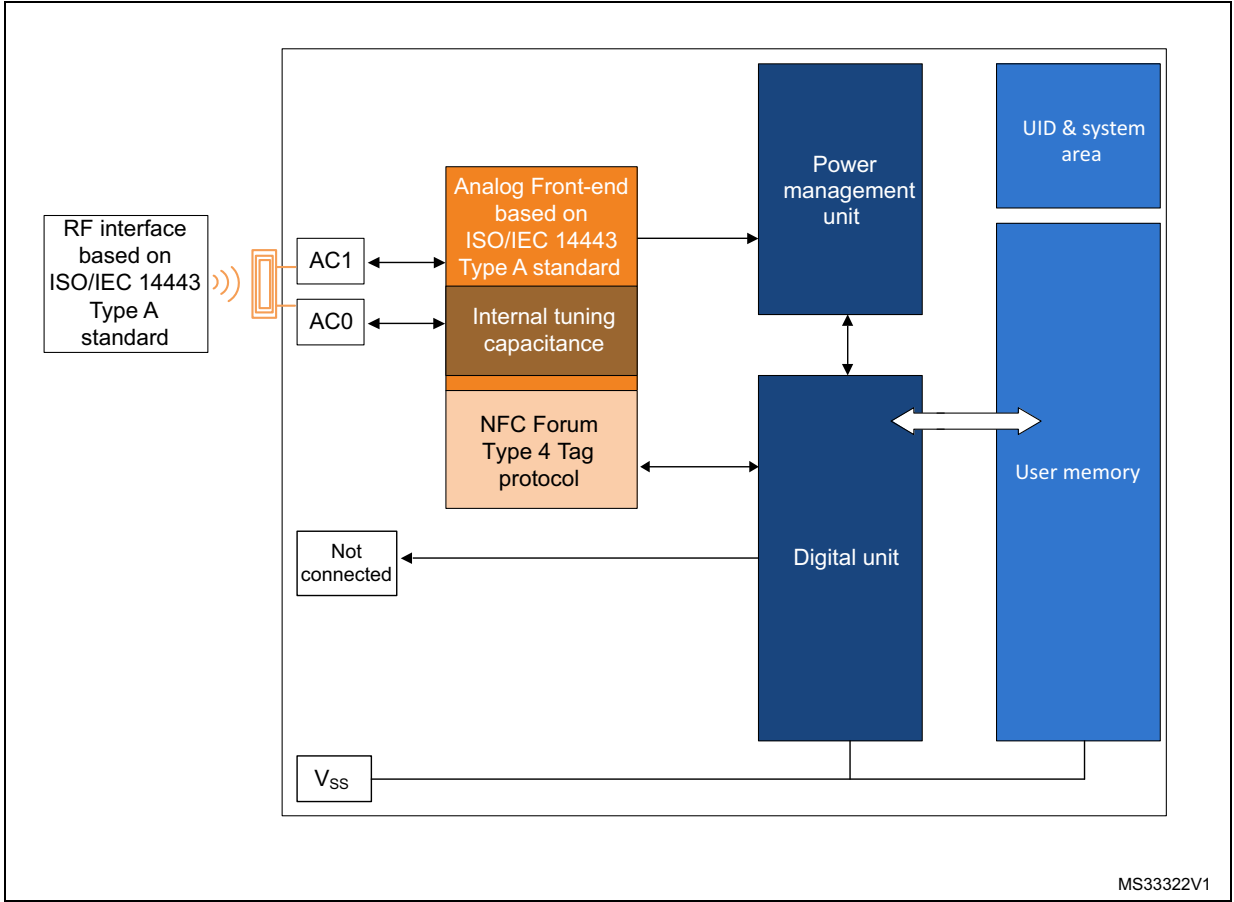 RF interface
based on
ISO/IEC 14443
Type A
standard
AC1
AC0
Analog Front-end
based on
ISO/IEC 14443
Type A standard
Internal tuning
capacitance
NFC Forum
Type 4 Tag
protocol
Not
connected
VSS
Power
management
unit
Digital unit
UID & system
area
User memory
MS33322V1